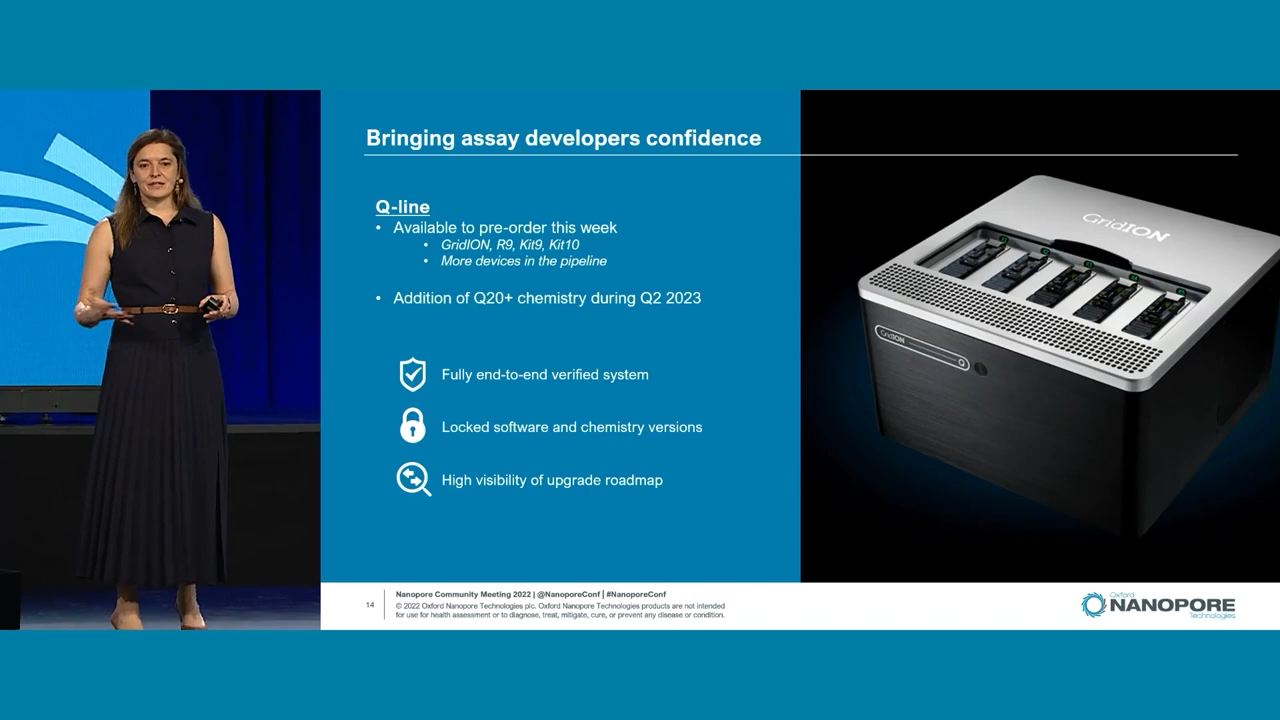 Bringing assay developers confidence
Q-line
• Available to pre-order this week
• GridION, R9, Kit9, Kit10
• More devices in the pipeline
• Addition of Q20+ chemistry during Q2 2023
Fully end-to-end verified system
Locked software and chemistry versions
High visibility of upgrade roadmap
GridION
GridION
Q
14
Nanopore Community Meeting 2022 | @NanoporeConf | #NanoporeConf
© 2022 Oxford Nanopore Technologies plc. Oxford Nanopore Technologies products are not intended
for use for health assessment or to diagnose, treat, mitigate, cure, or prevent any disease or condition.
Oxford
NANOPORE
Technologies